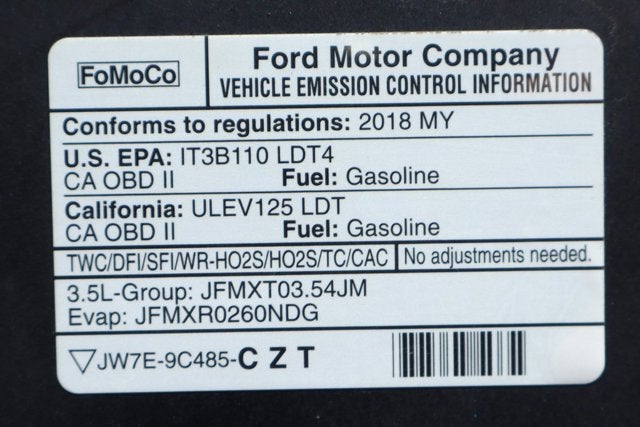 FoMoCo
Ford Motor Company
VEHICLE EMISSION CONTROL INFORMATION
Conforms to regulations: 2018 MY
U.S. EPA: IT3B110 LDT4
CA OBD II Fuel: Gasoline
California: ULEV125 LDT
CA OBD II Fuel: Gasoline
TWC/DFI/SFI/WR-HO2S/HO2S/TC/CAC No adjustments needed.
3.5L-Group: JFMXT03.54JM
Evap: JFMXR0260NDG
▽JW7E-9C485-C Z T